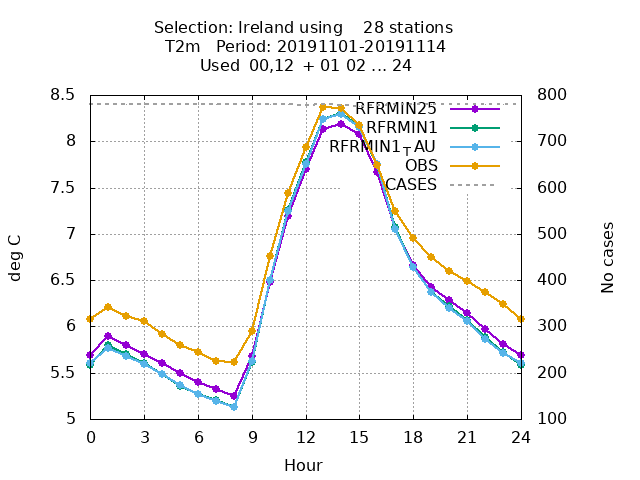 Selection: Ireland using 28 stations
T2m Period: 20191101-20191114
Used 00,12 + 01 02 ... 24
8.5
8
7.5
7
6.5
6
5.5
5
800
700
600
500
400
300
200
100
0 3 6 9 12 15 18 21 24
deg C
No cases
Hour
RFRMIN25
RFRMIN1
RFRMIN1_AU
OBS
CASES